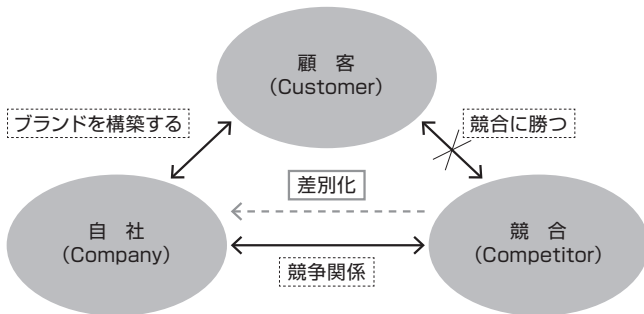 顧　客
(Customer)
ブランドを構築する
競合に勝つ
差別化
自　社
(Company)
競　合
(Competitor)
競争関係